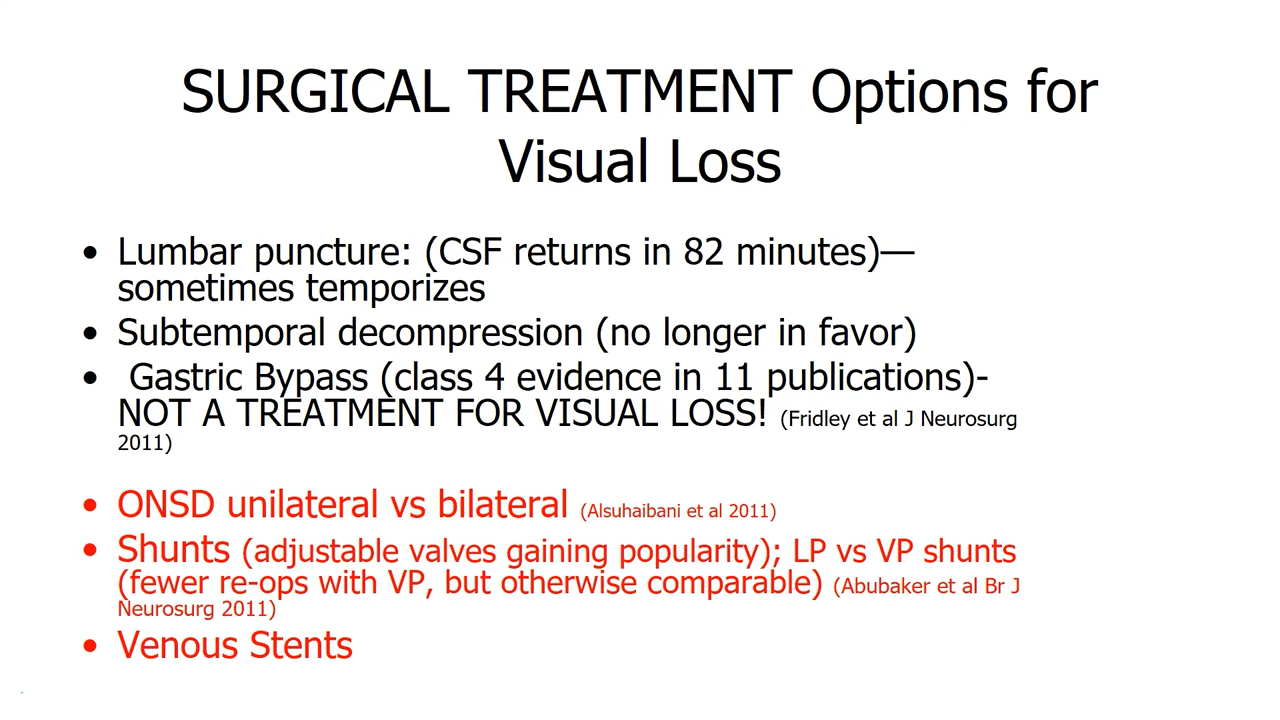 SURGICAL TREATMENT Options for
Visual Loss
• Lumbar puncture: (CSF returns in 82 minutes)—
sometimes temporizes
• Subtemporal decompression (no longer in favor)
• Gastric Bypass (class 4 evidence in 11 publications)-
NOT A TREATMENT FOR VISUAL LOSS! (Fridley et al J Neurosurg
2011)
• ONSD unilateral vs bilateral (Alsuhaibani et al 2011)
• Shunts (adjustable valves gaining popularity); LP vs VP shunts
(fewer re-ops with VP, but otherwise comparable) (Abubaker et al Br J
Neurosurg 2011)
• Venous Stents